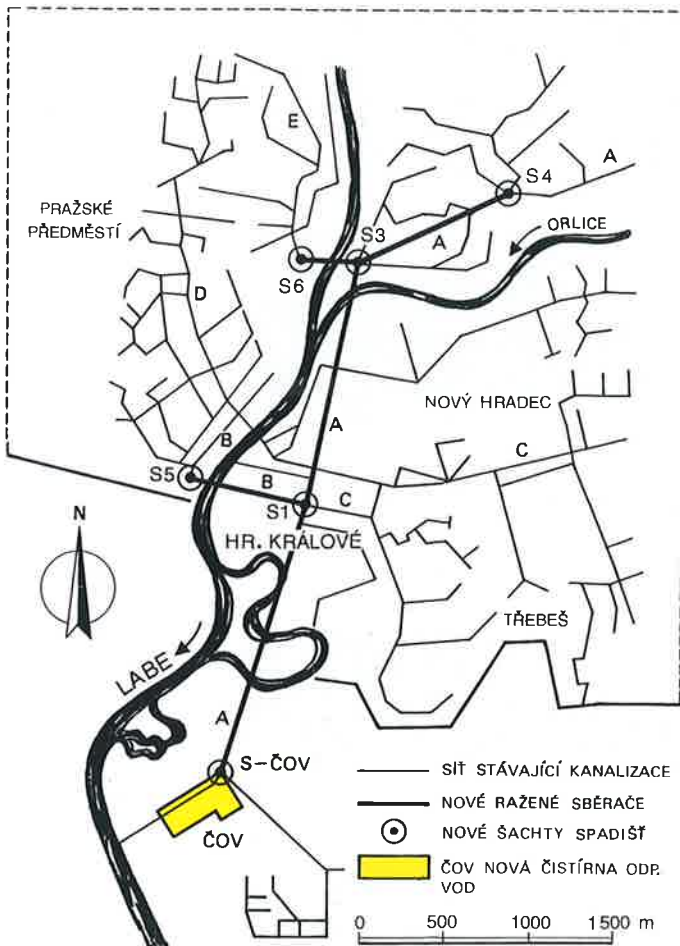 E
A
S4
PRAŽSKÉ
PŘEDMĚSTÍ
S3
A
ORLICE
S6
D
NOVÝ HRADEC
A
B
C
S5
B
C
S1
N
HR. KRÁLOVÉ
TŘEBEŠ
LABE
A
S-ČOV
ČOV
SÍŤ STÁVAJÍCÍ KANALIZACE
NOVÉ RAŽENÉ SBĚRAČE
NOVÉ ŠACHTY SPADIŠŤ
ČOV NOVÁ ČISTÍRNA ODP.
VOD
0 500 1000 1500 m